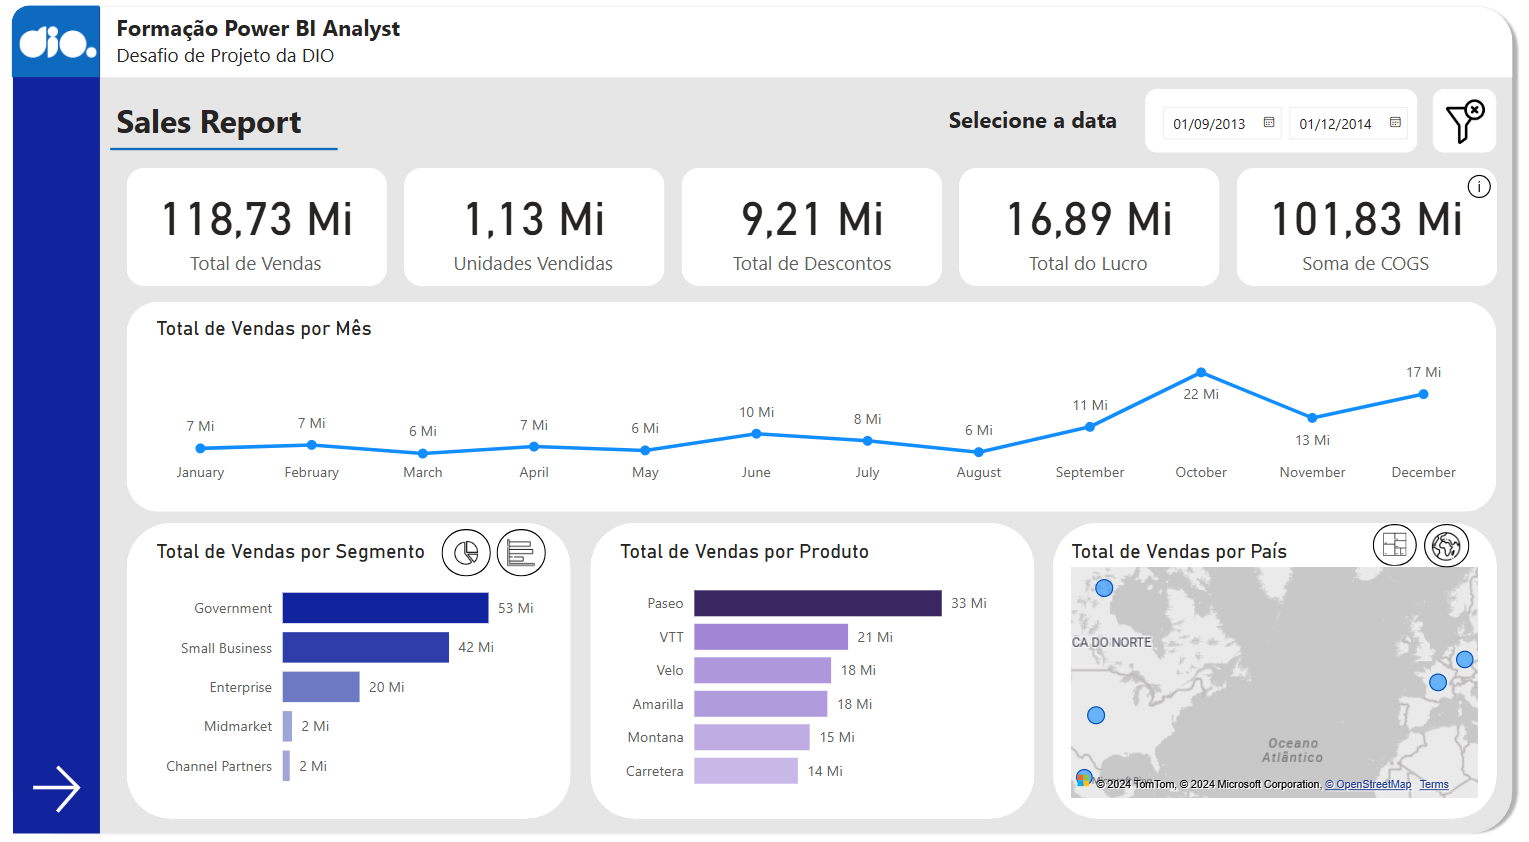 dio.
Formação Power BI Analyst
Desafio de Projeto da DIO
Sales Report
Selecione a data
01/09/2013
01/12/2014
118,73 Mi
Total de Vendas
1,13 Mi
Unidades Vendidas
9,21 Mi
Total de Descontos
16,89 Mi
Total do Lucro
i
101,83 Mi
Soma de COGS
Total de Vendas por Mês
7 Mi
7 Mi
6 Mi
7 Mi
6 Mi
10 Mi
8 Mi
6 Mi
11 Mi
22 Mi
13 Mi
17 Mi
January
February
March
April
May
June
July
August
September
October
November
December
Total de Vendas por Segmento
Government 53 Mi
Small Business 42 Mi
Enterprise 20 Mi
Midmarket 2 Mi
Channel Partners 2 Mi
Total de Vendas por Produto
Paseo 33 Mi
VTT 21 Mi
Velo 18 Mi
Amarilla 18 Mi
Montana 15 Mi
Carretera 14 Mi
Total de Vendas por País
CA DO NORTE
Oceano
Atlântico
© 2024 TomTom, © 2024 Microsoft Corporation, © OpenStreetMap Terms